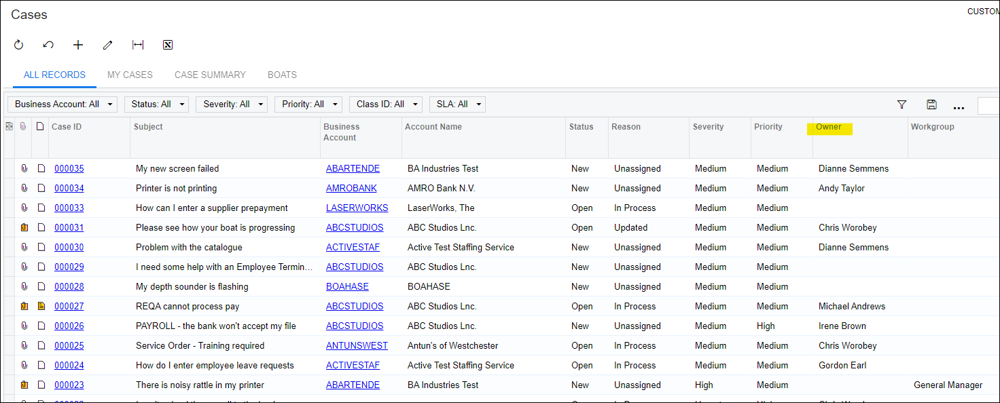 Cases
CUSTOM
ALL RECORDS MY CASES CASE SUMMARY BOATS
Business Account: All Status: All Severity: All Priority: All Class ID: All SLA: All
Case ID Subject Business Account Account Name Status Reason Severity Priority Owner Workgroup
000035 My new screen failed ABARTENDE BA Industries Test New Unassigned Medium Medium Dianne Semmens
000034 Printer is not printing AMROBANK AMRO Bank N.V. New Unassigned Medium Medium Andy Taylor
000033 How can I enter a supplier prepayment LASERWORKS LaserWorks, The Open In Process Medium Medium
000031 Please see how your boat is progressing ABCSTUDIOS ABC Studios Lnc. Open Updated Medium Medium Chris Worobey
000030 Problem with the catalogue ACTIVESTAF Active Test Staffing Service New Unassigned Medium Medium Dianne Semmens
000029 I need some help with an Employee Termin... ABCSTUDIOS ABC Studios Lnc. New Unassigned Medium Medium
000028 My depth sounder is flashing BOAHASE BOAHASE New Unassigned Medium Medium
000027 REQA cannot process pay ABCSTUDIOS ABC Studios Lnc. Open In Process Medium Medium Michael Andrews
000026 PAYROLL - the bank won't accept my file ABCSTUDIOS ABC Studios Lnc. New Unassigned Medium High Irene Brown
000025 Service Order - Training required ANTUNSWEST Antun's of Westchester Open In Process Medium Medium Chris Worobey
000024 How do I enter employee leave requests ACTIVESTAF Active Test Staffing Service Open In Process Medium Medium Gordon Earl
000023 There is noisy rattle in my printer ABARTENDE BA Industries Test New Unassigned High Medium General Manager